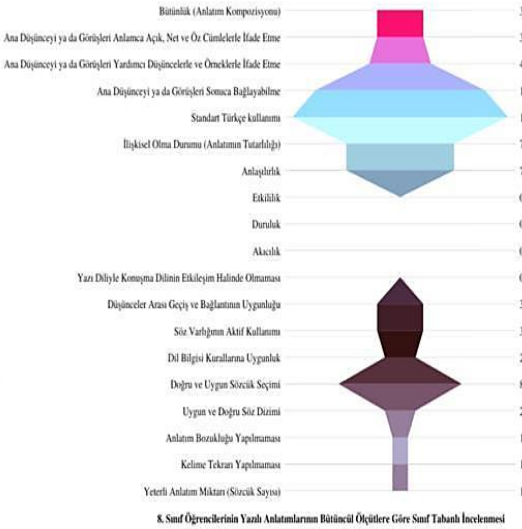 Bütünlük (Anlatım Kompozisyonu)
Ana Düşünceyi ya da Görüşleri Anlamca Açık, Net ve Öz Cümlelerle İfade Etme
Ana Düşünceyi ya da Görüşleri Yardımcı Düşüncelerle ve Örneklerle İfade Etme
Ana Düşünceyi ya da Görüşleri Sonuca Bağlayabilme
Standart Türkçe kullanımı
İlişkisel Olma Durumu (Anlatımın Tutarlılığı)
Anlaşılırlık
Etkililik
Duruluk
Akıcılık
Yazı Diliyle Konuşma Dilinin Etkileşim Halinde Olmaması
Düşünceler Arası Geçiş ve Bağlantının Uygunluğu
Söz Varlığının Aktif Kullanımı
Dil Bilgisi Kurallarına Uygunluk
Doğru ve Uygun Sözcük Seçimi
Uygun ve Doğru Söz Dizimi
Anlatım Bozukluğu Yapılmaması
Kelime Tekrarı Yapılmaması
Yeterli Anlatım Miktarı (Sözcük Sayısı)
8. Sınıf Öğrencilerinin Yazılı Anlatımlarının Bütüncül Ölçütlere Göre Sınıf Tabanlı İncelenmesi